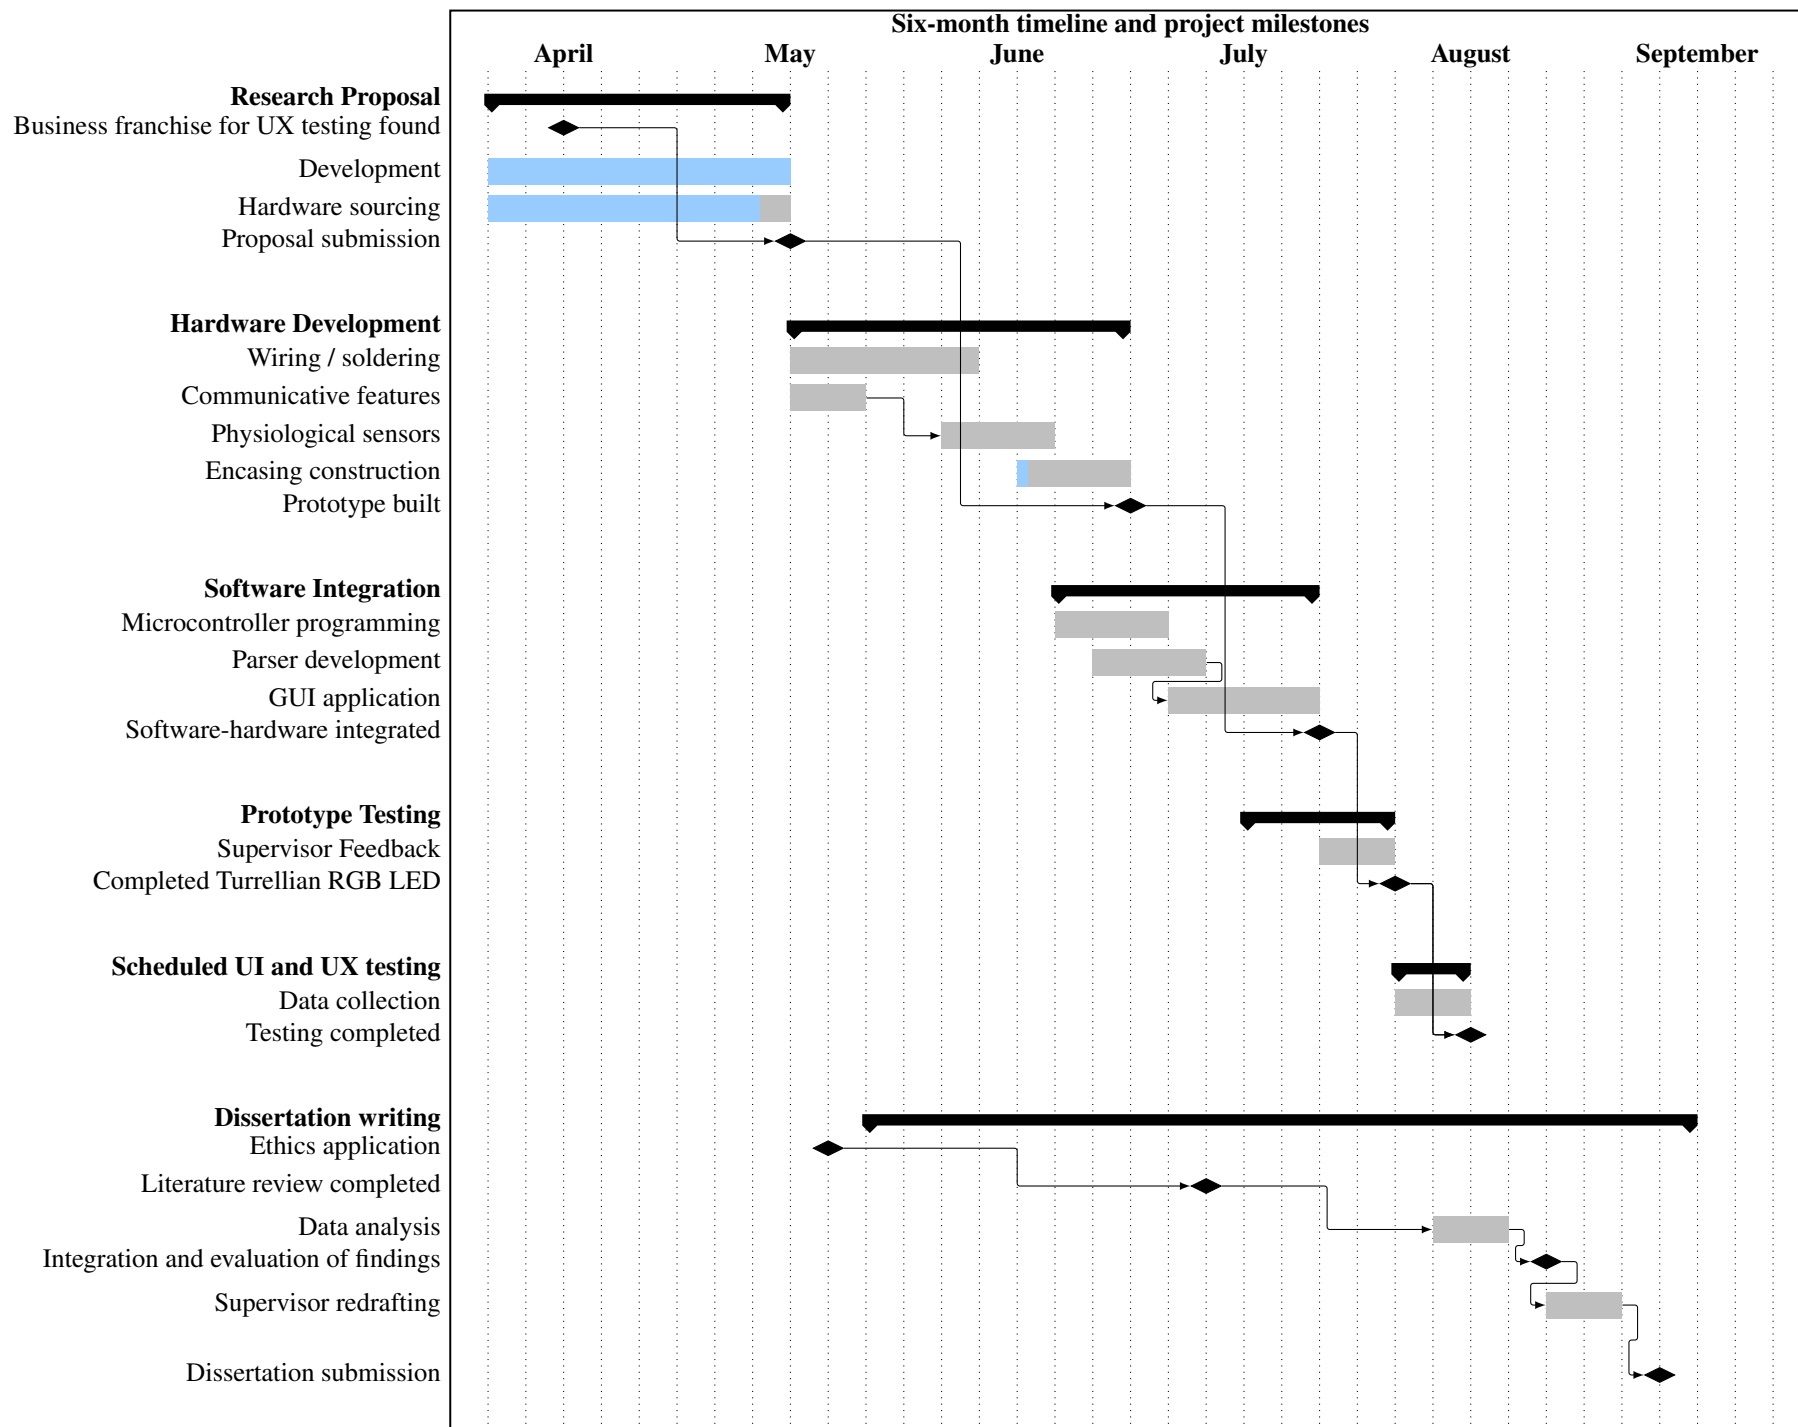 Six-month timeline and project milestones
April May June July August September
Research Proposal
Business franchise for UX testing found
Development
Hardware sourcing
Proposal submission
Hardware Development
Wiring / soldering
Communicative features
Physiological sensors
Encasing construction
Prototype built
Software Integration
Microcontroller programming
Parser development
GUI application
Software-hardware integrated
Prototype Testing
Supervisor Feedback
Completed Turrellian RGB LED
Scheduled UI and UX testing
Data collection
Testing completed
Dissertation writing
Ethics application
Literature review completed
Data analysis
Integration and evaluation of findings
Supervisor redrafting
Dissertation submission